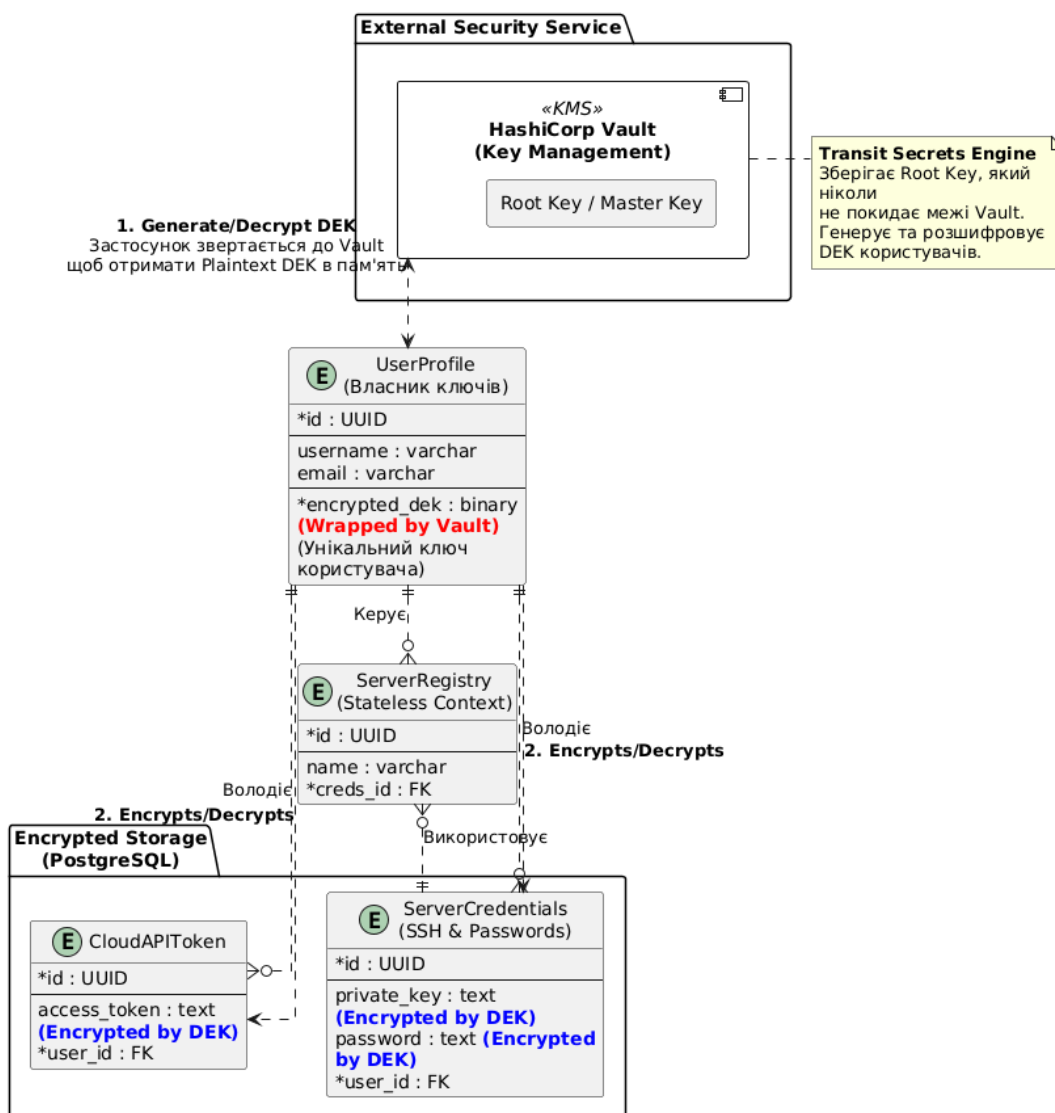 External Security Service
«KMS»
HashiCorp Vault
(Key Management)
Root Key / Master Key
Transit Secrets Engine
Зберігає Root Key, який
ніколи
не покидає межі Vault.
Генерує та розшифровує
DEK користувачів.
1. Generate/Decrypt DEK
Застосунок звертається до Vault
щоб отримати Plaintext DEK в пам'ять
E
UserProfile
(Власник ключів)
*id : UUID
username : varchar
email : varchar
*encrypted_dek : binary
(Wrapped by Vault)
(Унікальний ключ
користувача)
Керує
E
ServerRegistry
(Stateless Context)
*id : UUID
name : varchar
*creds_id : FK
Володіє
2. Encrypts/Decrypts
Володіє
2. Encrypts/Decrypts
Використовує
Encrypted Storage
(PostgreSQL)
E
CloudAPIToken
*id : UUID
access_token : text
(Encrypted by DEK)
*user_id : FK
E
ServerCredentials
(SSH & Passwords)
*id : UUID
private_key : text
(Encrypted by DEK)
password : text (Encrypted
by DEK)
*user_id : FK